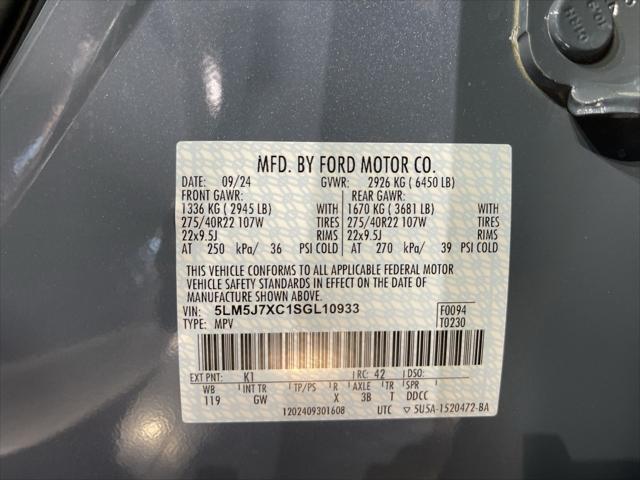 MFD. BY FORD MOTOR CO.
DATE: 09/24 GVWR: 2926 KG ( 6450 LB)
FRONT GAWR: REAR GAWR:
1336 KG ( 2945 LB) WITH 1670 KG ( 3681 LB) WITH
275/40R22 107W TIRES 275/40R22 107W TIRES
22x9.5J RIMS 22x9.5J RIMS
AT 250 kPa/ 36 PSI COLD AT 270 kPa/ 39 PSI COLD
THIS VEHICLE CONFORMS TO ALL APPLICABLE FEDERAL MOTOR
VEHICLE SAFETY STANDARDS IN EFFECT ON THE DATE
OF MANUFACTURE SHOWN ABOVE.
VIN: 5LM5J7XC1SGL10933 F0094
TYPE: MPV T0230
EXT PNT: K1 RC: 42 DSO:
WB INT TR TP/PS R AXLE TR SPR
119 GW X 3B T DDCC
1202409301608 UTC ▽ 5U5A-1520472-BA